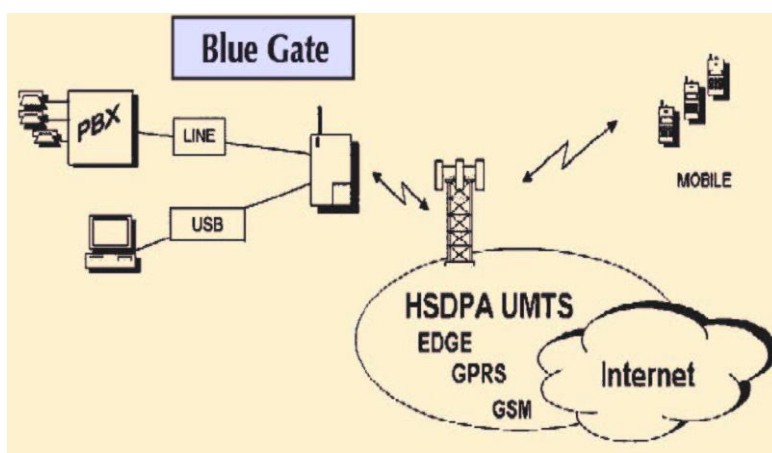 Blue Gate
PBX
LINE
USB
MOBILE
HSDPA UMTS
EDGE
GPRS
GSM
Internet